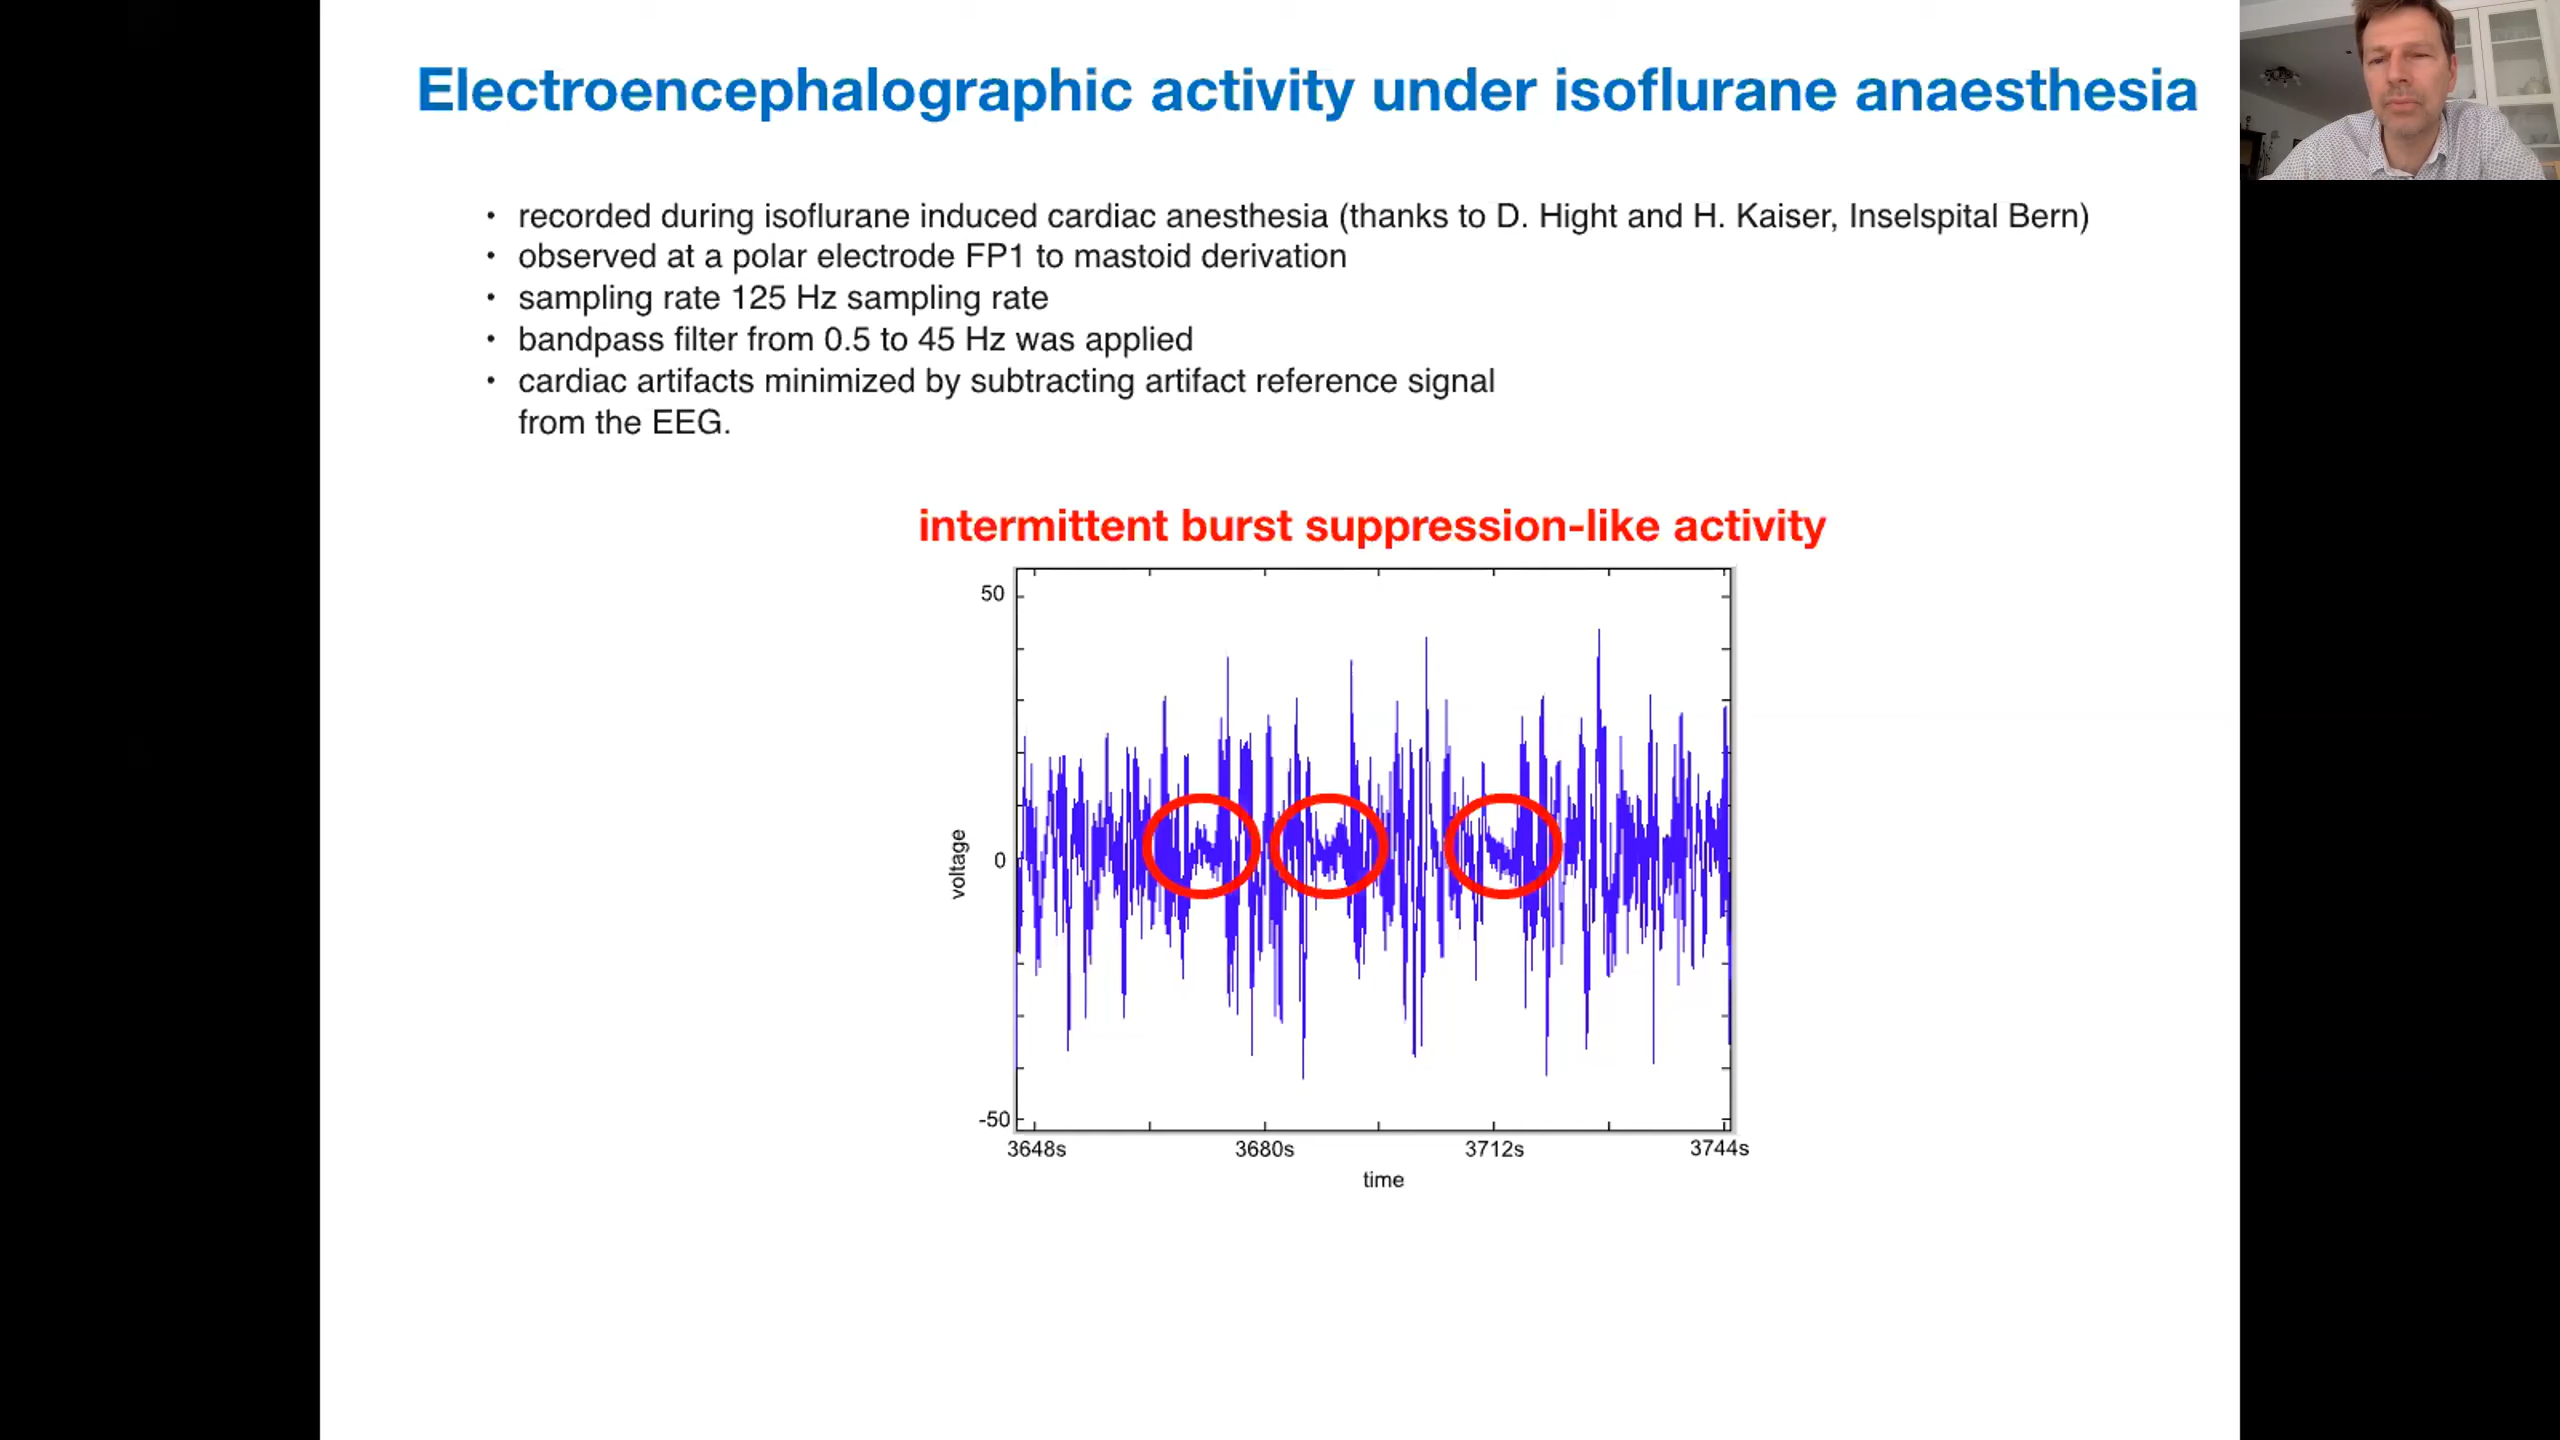 Electroencephalographic activity under isoflurane anaesthesia
• recorded during isoflurane induced cardiac anesthesia (thanks to D. Hight and H. Kaiser, Inselspital Bern)
• observed at a polar electrode FP1 to mastoid derivation
• sampling rate 125 Hz sampling rate
• bandpass filter from 0.5 to 45 Hz was applied
• cardiac artifacts minimized by subtracting artifact reference signal
from the EEG.
intermittent burst suppression-like activity
50
voltage
0
-50
3648s 3680s 3712s 3744s
time